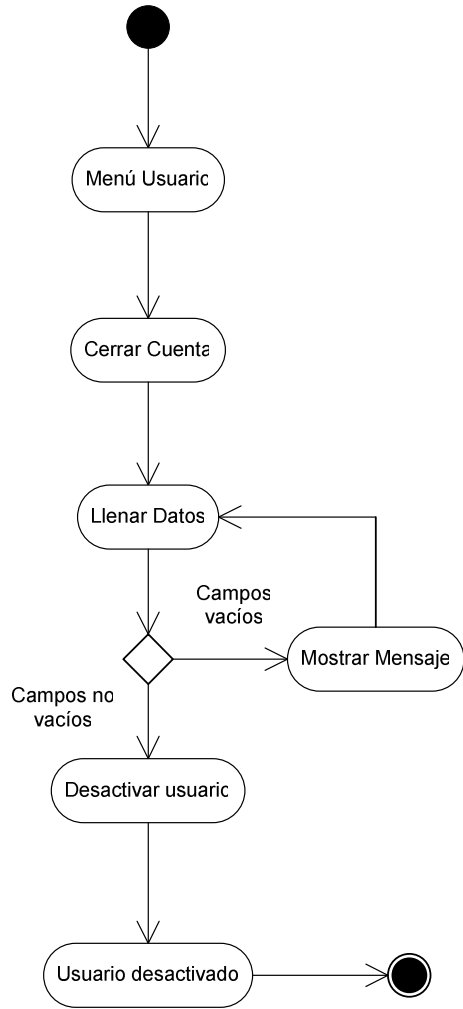 Menú Usuario
Cerrar Cuenta
Llenar Datos
Campos
vacíos
Mostrar Mensaje
Campos no
vacíos
Desactivar usuario
Usuario desactivado